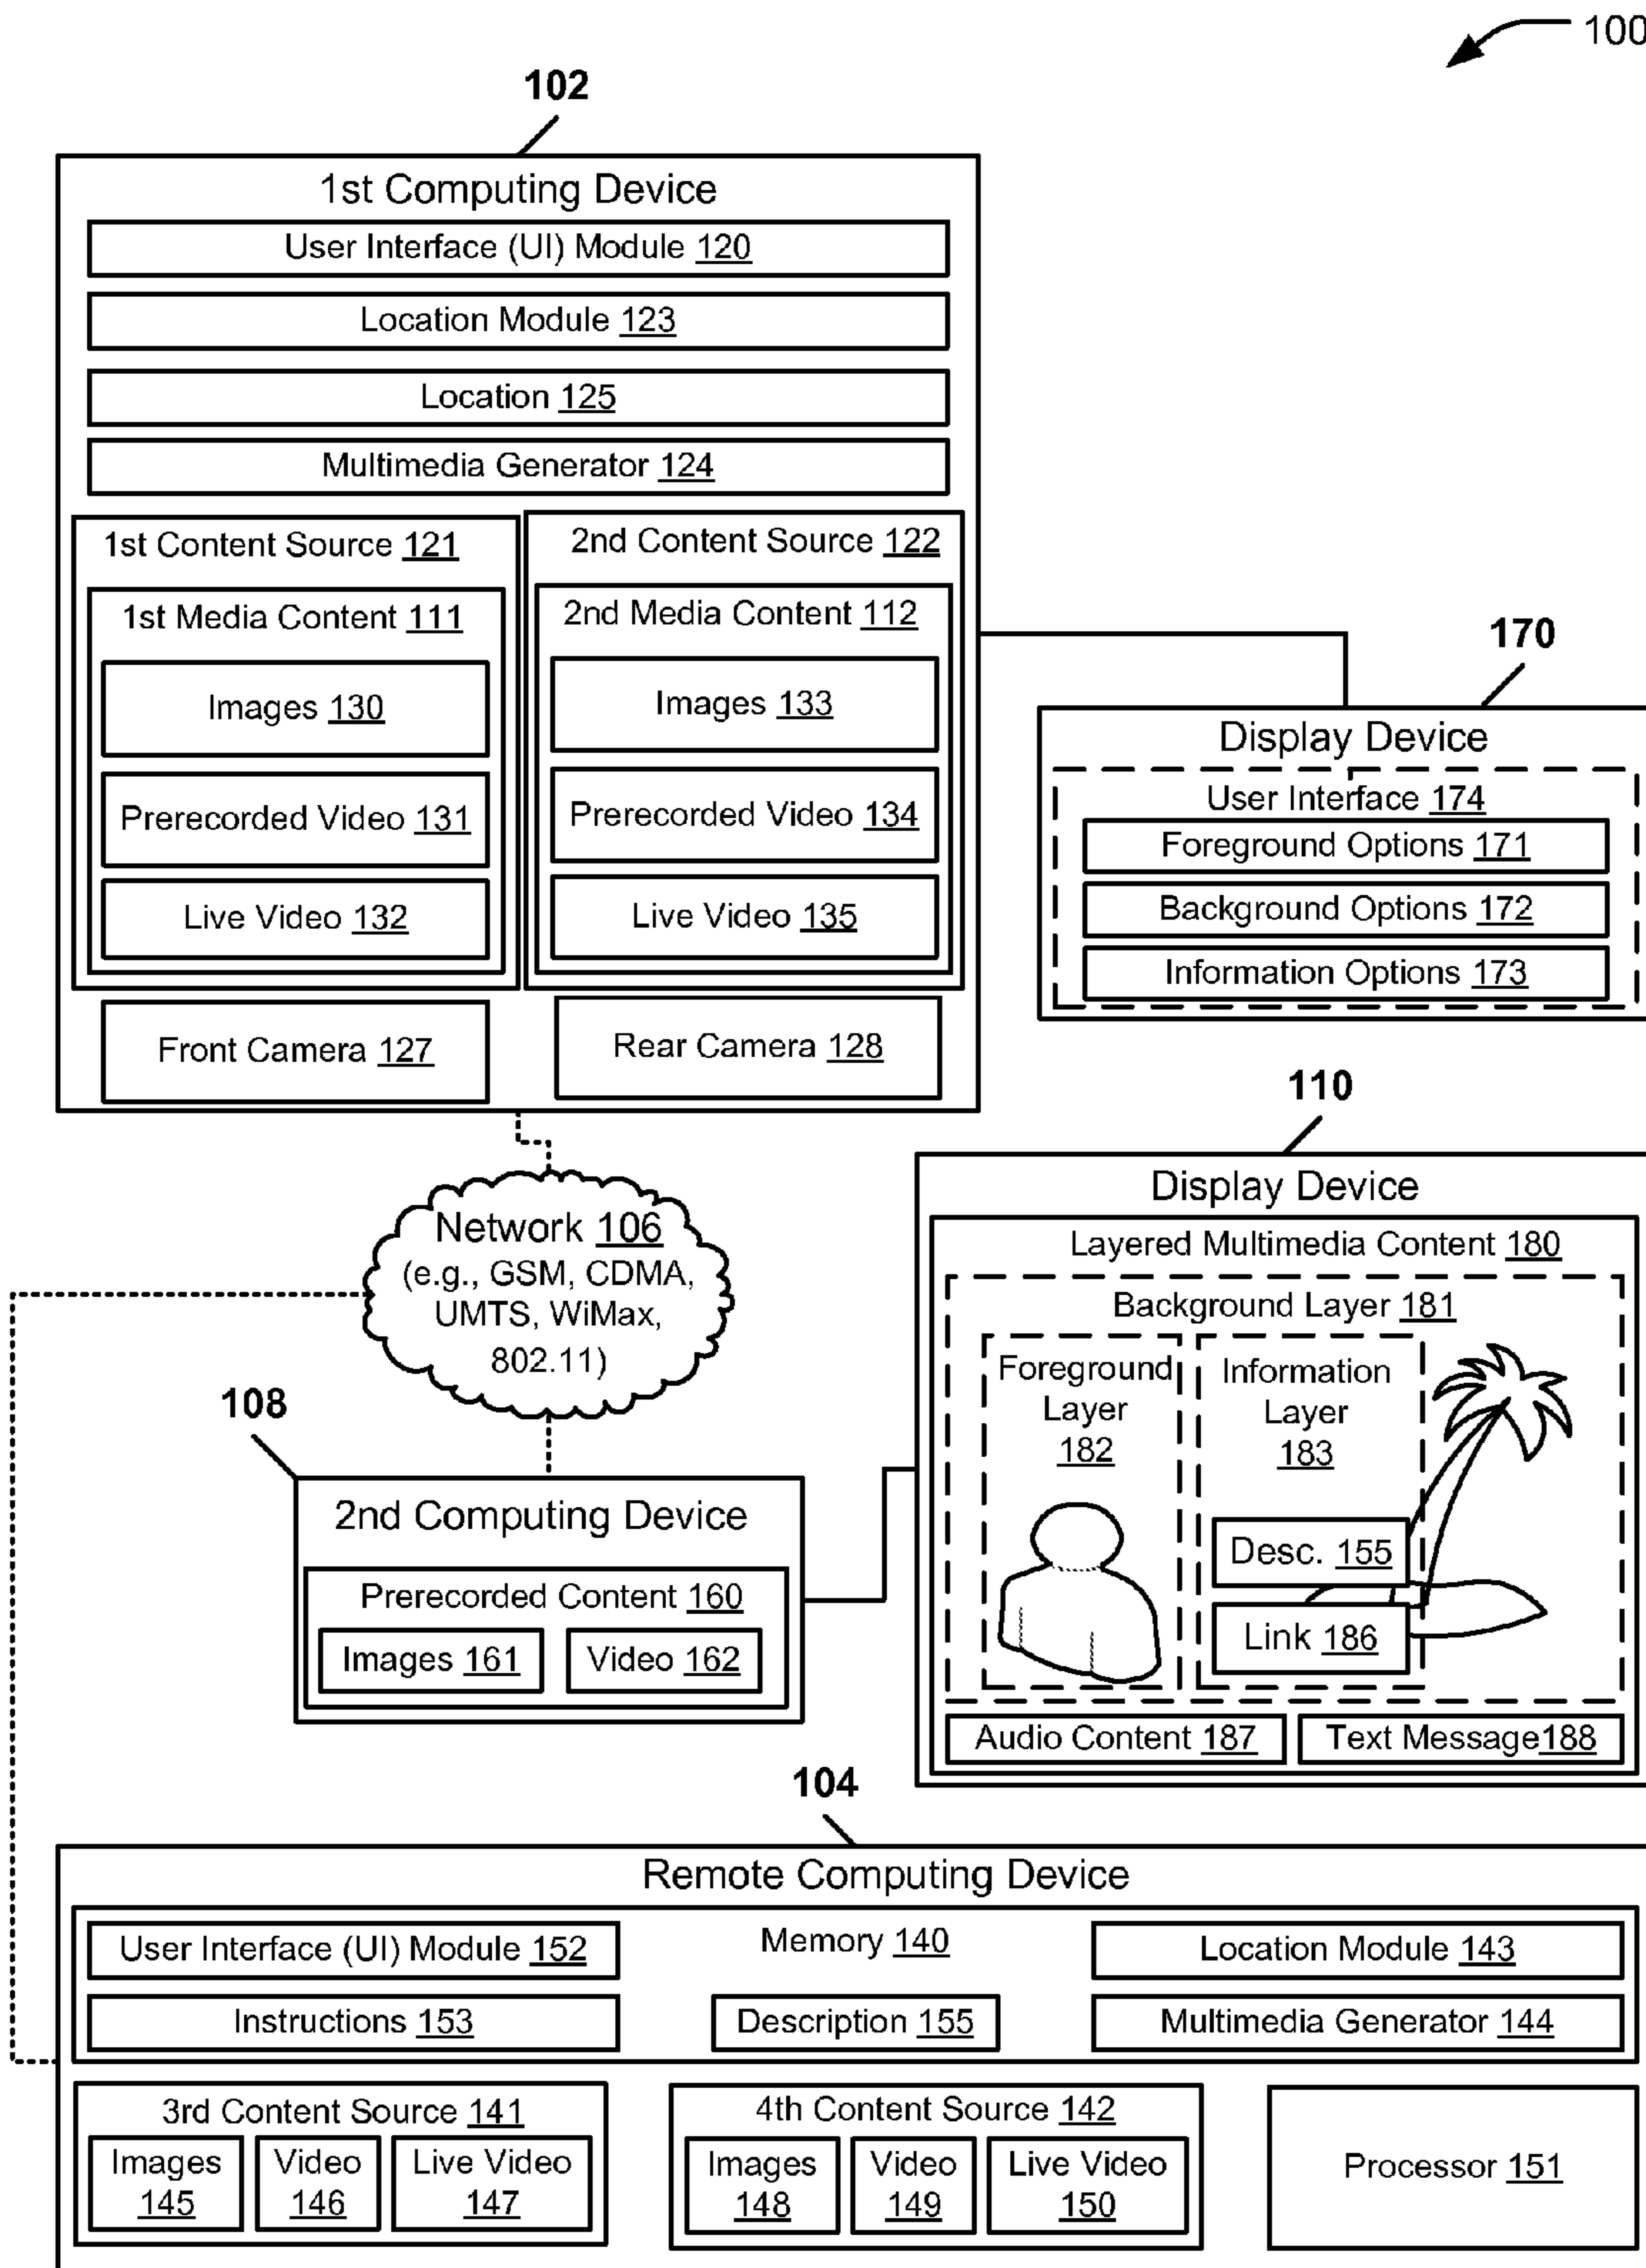 100
102
1st Computing Device
User Interface (UI) Module 120
Location Module 123
Location 125
Multimedia Generator 124
1st Content Source 121
1st Media Content 111
Images 130
Prerecorded Video 131
Live Video 132
2nd Content Source 122
2nd Media Content 112
Images 133
Prerecorded Video 134
Live Video 135
Front Camera 127
Rear Camera 128
170
Display Device
User Interface 174
Foreground Options 171
Background Options 172
Information Options 173
Network 106
(e.g., GSM, CDMA,
UMTS, WiMax,
802.11)
108
2nd Computing Device
Prerecorded Content 160
Images 161
Video 162
110
Display Device
Layered Multimedia Content 180
Background Layer 181
Foreground
Layer
182
Information
Layer
183
Desc. 155
Link 186
Audio Content 187
Text Message188
104
Remote Computing Device
User Interface (UI) Module 152
Memory 140
Location Module 143
Instructions 153
Description 155
Multimedia Generator 144
3rd Content Source 141
Images
145
Video
146
Live Video
147
4th Content Source 142
Images
148
Video
149
Live Video
150
Processor 151